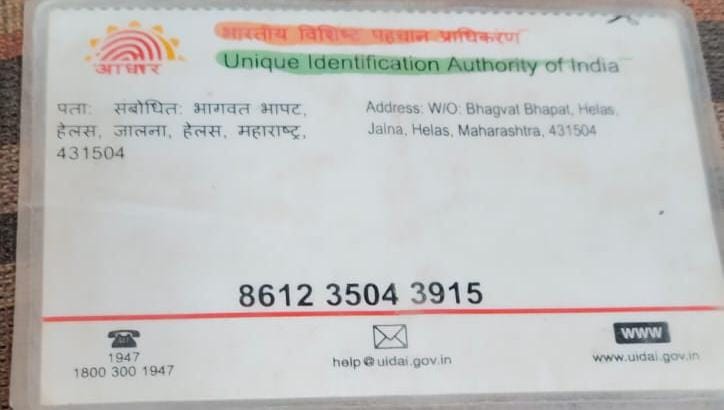 भारतीय विशिष्ट पहचान प्राधिकरण
Unique Identification Authority of India
आधार
पता: संबोधित: भागवत भापट,
हेलस, जालना, हेलस, महाराष्ट्र,
431504
Address: W/O: Bhagvat Bhapat, Helas,
Jalna, Helas, Maharashtra, 431504
8612 3504 3915
1947
1800 300 1947
help@uidai.gov.in
www
www.uidai.gov.in